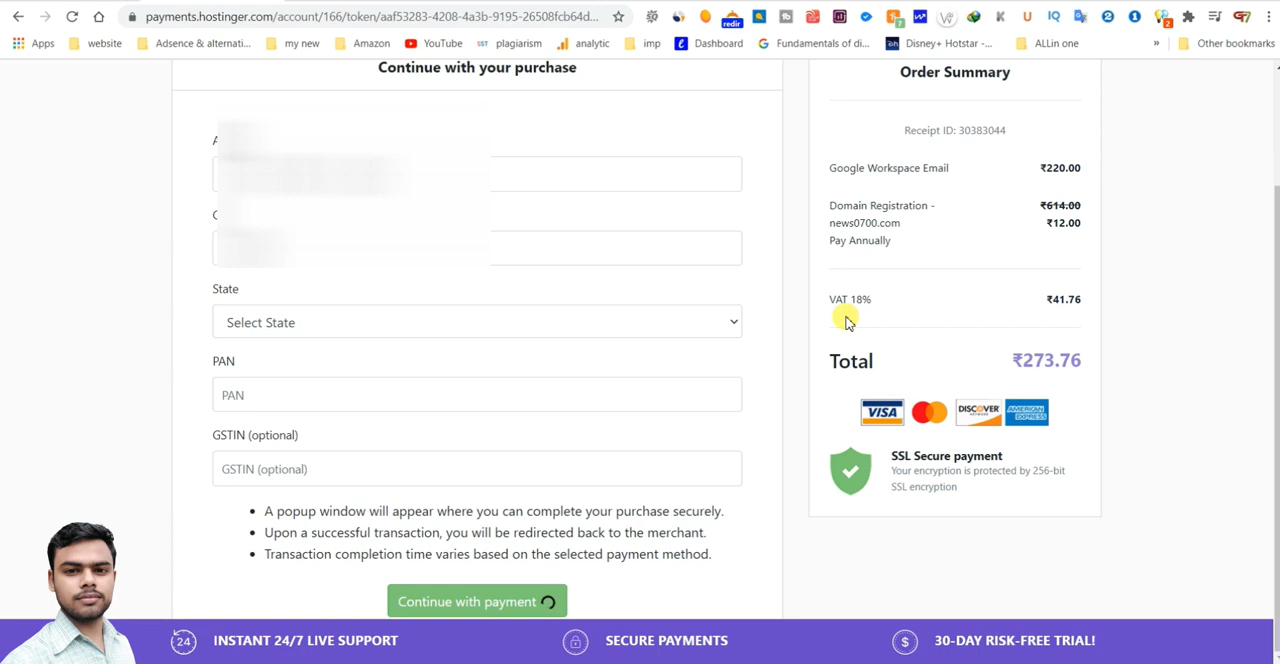 payments.hostinger.com/account/166/token/aaf53283-4208-4a3b-9195-26508fcb64d...
redir
7
2
Apps website Adsence & alternati... my new Amazon YouTube plagiarism analytic imp Dashboard Fundamentals of di... Disney+ Hotstar -... ALLin one » Other bookmarks
Continue with your purchase
State
Select State
PAN
PAN
GSTIN (optional)
GSTIN (optional)
• A popup window will appear where you can complete your purchase securely.
• Upon a successful transaction, you will be redirected back to the merchant.
• Transaction completion time varies based on the selected payment method.
Continue with payment
Order Summary
Receipt ID: 30383044
Google Workspace Email ₹220.00
Domain Registration - ₹614.00
news0700.com ₹12.00
Pay Annually
VAT 18% ₹41.76
Total ₹273.76
VISA DISCOVER AMERICAN EXPRESS
SSL Secure payment
Your encryption is protected by 256-bit
SSL encryption
24 INSTANT 24/7 LIVE SUPPORT SECURE PAYMENTS $ 30-DAY RISK-FREE TRIAL!